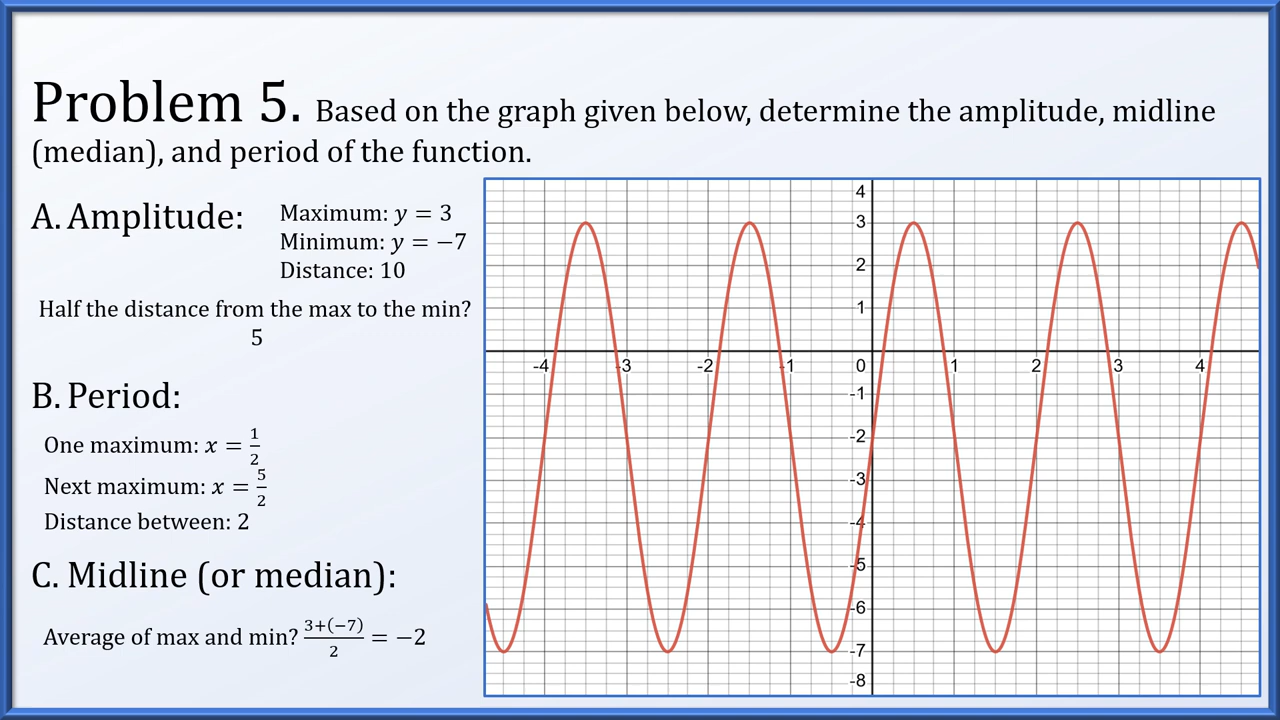 Problem 5. Based on the graph given below, determine the amplitude, midline
(median), and period of the function.
A. Amplitude:
Maximum: y = 3
Minimum: y = −7
Distance: 10
Half the distance from the max to the min?
5
B. Period:
One maximum: x = 1/2
Next maximum: x = 5/2
Distance between: 2
C. Midline (or median):
Average of max and min? 3+(−7)/2 = −2
4
3
2
1
-4 -3 -2 -1 0 1 2 3 4
-1
-2
-3
-4
-5
-6
-7
-8